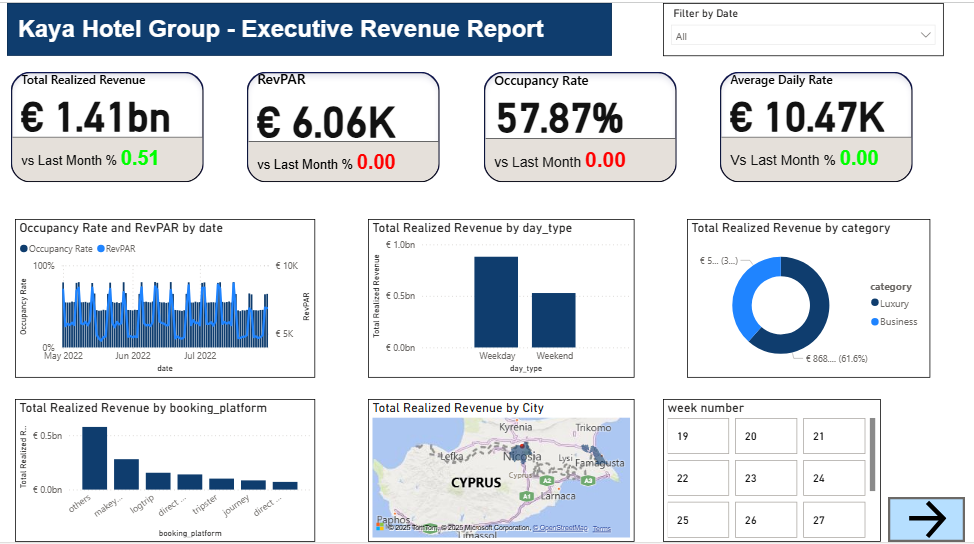 Kaya Hotel Group - Executive Revenue Report
Filter by Date
All
Total Realized Revenue
€ 1.41bn
vs Last Month % 0.51
RevPAR
€ 6.06K
vs Last Month % 0.00
Occupancy Rate
57.87%
vs Last Month 0.00
Average Daily Rate
€ 10.47K
Vs Last Month % 0.00
Occupancy Rate and RevPAR by date
Occupancy Rate RevPAR
100%
0%
Occupancy Rate
€ 10K
€ 5K
RevPAR
May 2022 Jun 2022 Jul 2022
date
Total Realized Revenue by day_type
€ 1.0bn
€ 0.5bn
€ 0.0bn
Total Realized Revenue
Weekday Weekend
day_type
Total Realized Revenue by category
€ 5... (3...)
€ 868.... (61.6%)
category
Luxury
Business
Total Realized Revenue by booking_platform
€ 0.5bn
€ 0.0bn
Total Realized R...
others makey... logtrip direct ... tripster journey direct ...
booking_platform
Total Realized Revenue by City
Kyrenia
Trikomo
Lefka
Nicosia
Lysi
Famagusta
Cyprus
CYPRUS
A2
A3
A1
Larnaca
Paphos
Limassol
© 2025 TomTom, © 2025 Microsoft Corporation, © OpenStreetMap Terms
week number
19 20 21
22 23 24
25 26 27